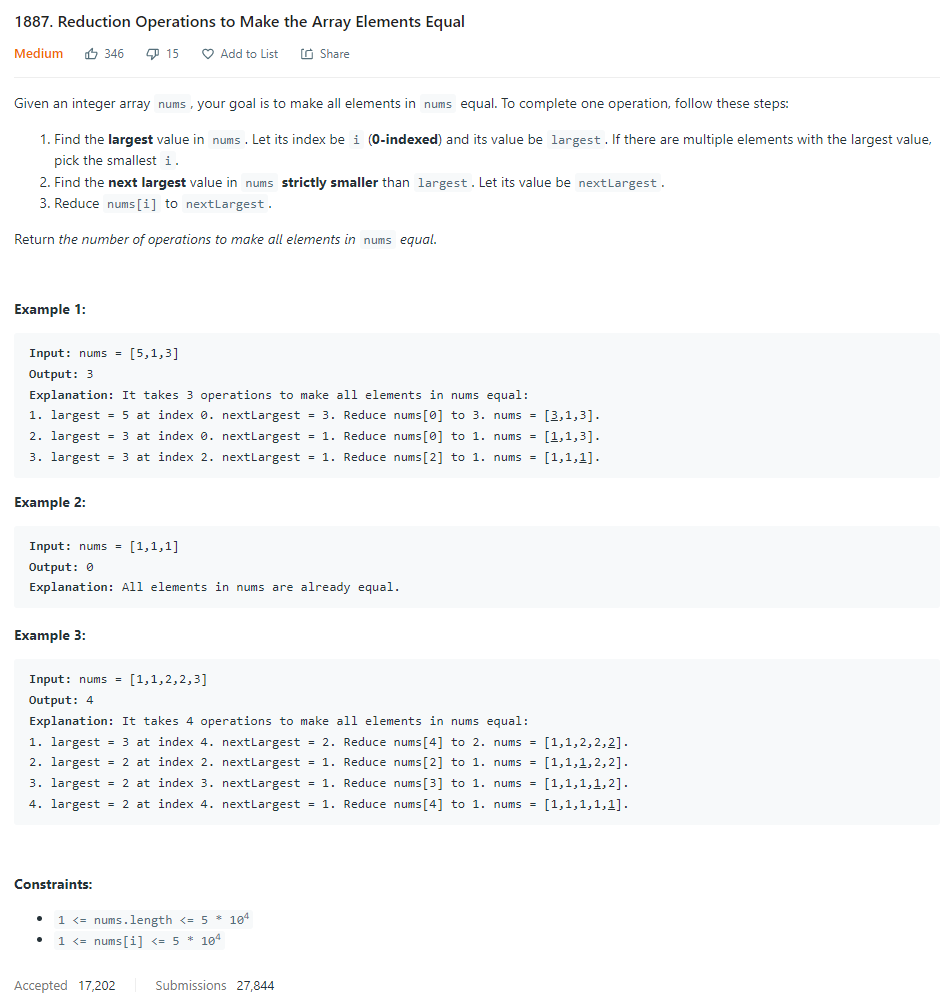 1887. Reduction Operations to Make the Array Elements Equal
Medium 346 15 Add to List Share
Given an integer array nums, your goal is to make all elements in nums equal. To complete one operation, follow these steps:
1. Find the largest value in nums. Let its index be i (0-indexed) and its value be largest. If there are multiple elements with the largest value,
pick the smallest i.
2. Find the next largest value in nums strictly smaller than largest. Let its value be nextLargest.
3. Reduce nums[i] to nextLargest.
Return the number of operations to make all elements in nums equal.
Example 1:
Input: nums = [5,1,3]
Output: 3
Explanation: It takes 3 operations to make all elements in nums equal:
1. largest = 5 at index 0. nextLargest = 3. Reduce nums[0] to 3. nums = [3,1,3].
2. largest = 3 at index 0. nextLargest = 1. Reduce nums[0] to 1. nums = [1,1,3].
3. largest = 3 at index 2. nextLargest = 1. Reduce nums[2] to 1. nums = [1,1,1].
Example 2:
Input: nums = [1,1,1]
Output: 0
Explanation: All elements in nums are already equal.
Example 3:
Input: nums = [1,1,2,2,3]
Output: 4
Explanation: It takes 4 operations to make all elements in nums equal:
1. largest = 3 at index 4. nextLargest = 2. Reduce nums[4] to 2. nums = [1,1,2,2,2].
2. largest = 2 at index 2. nextLargest = 1. Reduce nums[2] to 1. nums = [1,1,1,2,2].
3. largest = 2 at index 3. nextLargest = 1. Reduce nums[3] to 1. nums = [1,1,1,1,2].
4. largest = 2 at index 4. nextLargest = 1. Reduce nums[4] to 1. nums = [1,1,1,1,1].
Constraints:
• 1 <= nums.length <= 5 * 10⁴
• 1 <= nums[i] <= 5 * 10⁴
Accepted 17,202 Submissions 27,844